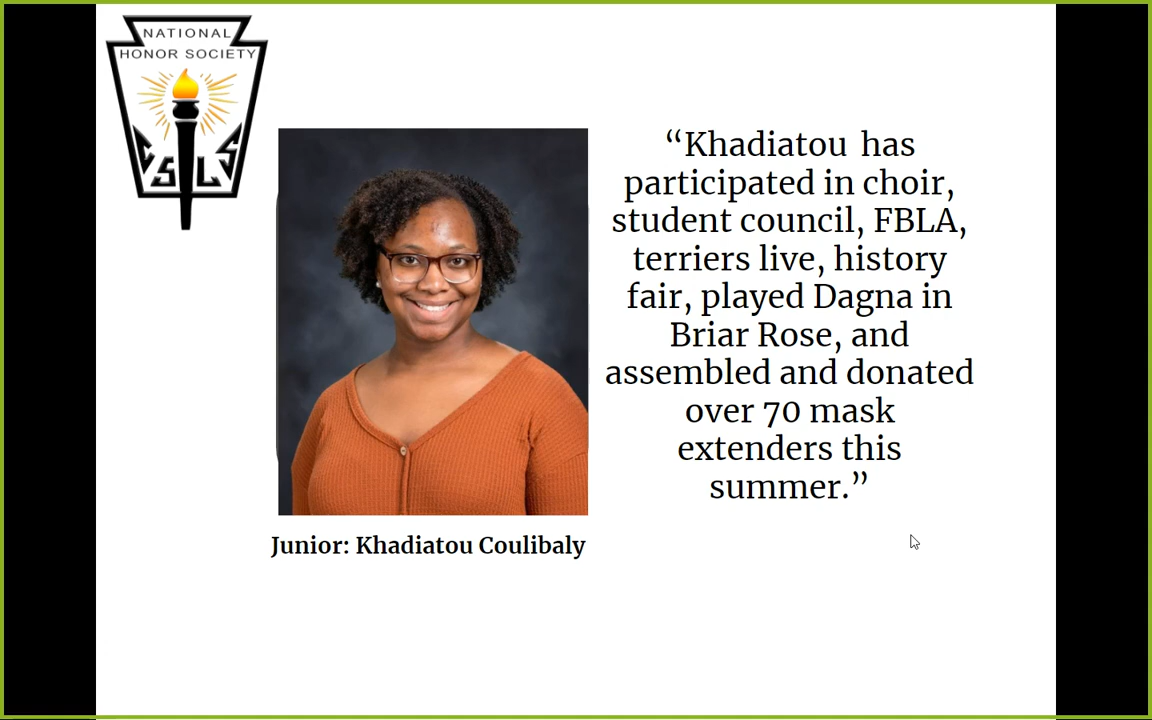 NATIONAL
HONOR SOCIETY
C S L S
“Khadiatou has
participated in choir,
student council, FBLA,
terriers live, history
fair, played Dagna in
Briar Rose, and
assembled and donated
over 70 mask
extenders this
summer.”
Junior: Khadiatou Coulibaly